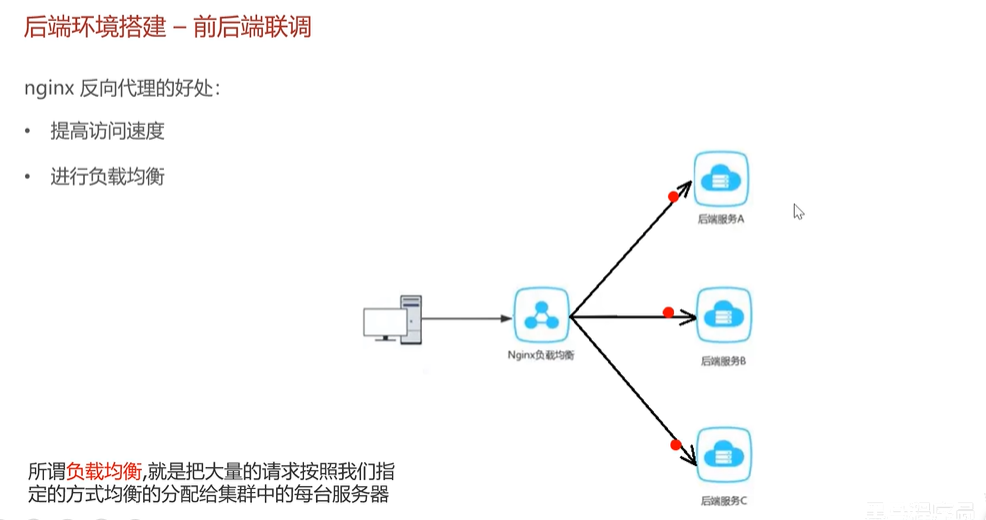 后端环境搭建 – 前后端联调
nginx 反向代理的好处：
• 提高访问速度
• 进行负载均衡
后端服务A
Nginx负载均衡
后端服务B
后端服务C
所谓负载均衡,就是把大量的请求按照我们指
定的方式均衡的分配给集群中的每台服务器